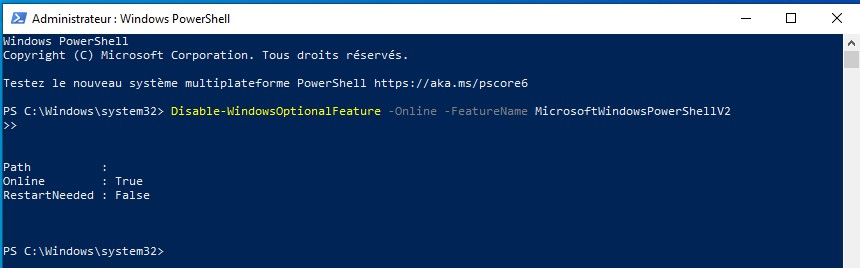 Administrateur : Windows PowerShell
Windows PowerShell
Copyright (C) Microsoft Corporation. Tous droits réservés.
Testez le nouveau système multiplateforme PowerShell https://aka.ms/pscore6
PS C:\Windows\system32> Disable-WindowsOptionalFeature -Online -FeatureName MicrosoftWindowsPowerShellV2
>>
Path          :
Online        : True
RestartNeeded : False
PS C:\Windows\system32>